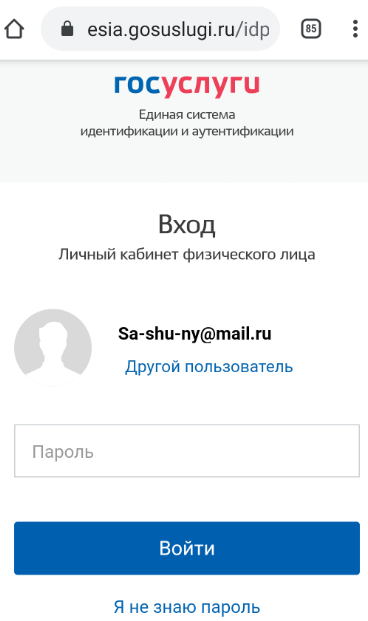 esia.gosuslugi.ru/idp
85
госуслуги
Единая система
идентификации и аутентификации
Вход
Личный кабинет физического лица
Sa-shu-ny@mail.ru
Другой пользователь
Пароль
Войти
Я не знаю пароль